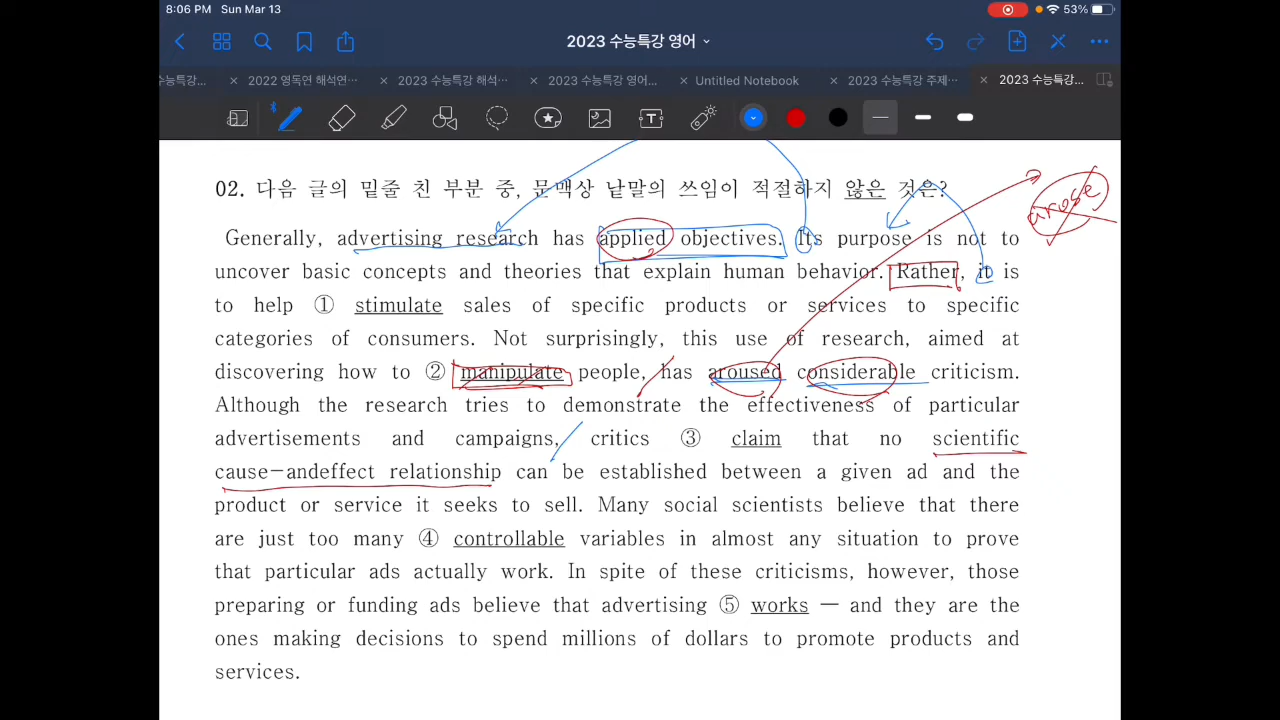 8:06 PM Sun Mar 13
53%
2023 수능특강 영어
수능특강...
2022 영독연 해석연...
2023 수능특강 해석...
2023 수능특강 영어...
Untitled Notebook
2023 수능특강 주제...
2023 수능특강...
02. 다음 글의 밑줄 친 부분 중, 문맥상 낱말의 쓰임이 적절하지 않은 것은?
arose
Generally, advertising research has applied objectives. Its purpose is not to
uncover basic concepts and theories that explain human behavior. Rather, it is
to help ① stimulate sales of specific products or services to specific
categories of consumers. Not surprisingly, this use of research, aimed at
discovering how to ② manipulate people, has aroused considerable criticism.
Although the research tries to demonstrate the effectiveness of particular
advertisements and campaigns, critics ③ claim that no scientific
cause-andeffect relationship can be established between a given ad and the
product or service it seeks to sell. Many social scientists believe that there
are just too many ④ controllable variables in almost any situation to prove
that particular ads actually work. In spite of these criticisms, however, those
preparing or funding ads believe that advertising ⑤ works — and they are the
ones making decisions to spend millions of dollars to promote products and
services.